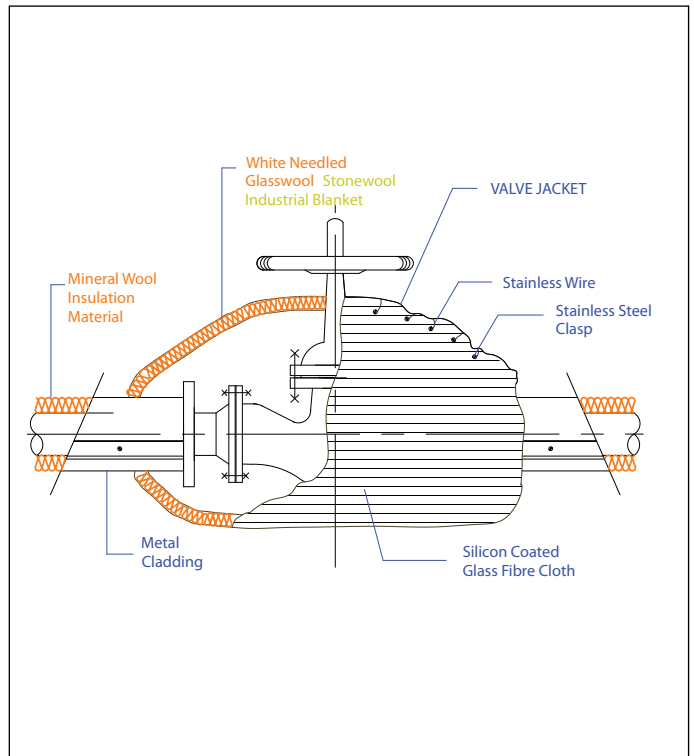 White Needled
Glasswool Stonewool
Industrial Blanket
VALVE JACKET
Mineral Wool
Insulation
Material
Stainless Wire
Stainless Steel
Clasp
Metal
Cladding
Silicon Coated
Glass Fibre Cloth